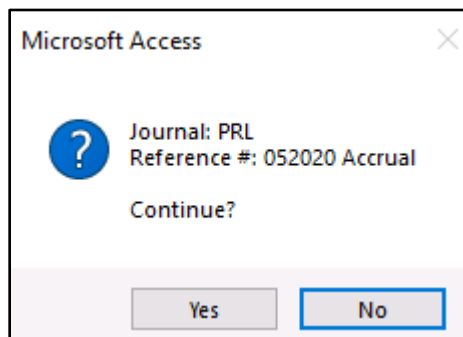 Microsoft Access
?
Journal: PRL
Reference #: 052020 Accrual
Continue?
Yes
No